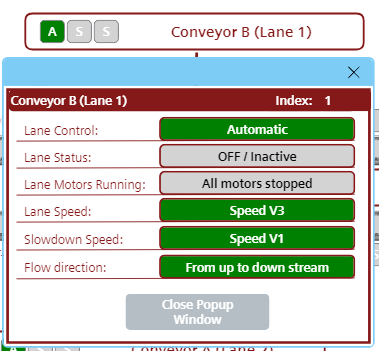 A S S Conveyor B (Lane 1)
Conveyor B (Lane 1) Index: 1
Lane Control: Automatic
Lane Status: OFF / Inactive
Lane Motors Running: All motors stopped
Lane Speed: Speed V3
Slowdown Speed: Speed V1
Flow direction: From up to down stream
Close Popup
Window